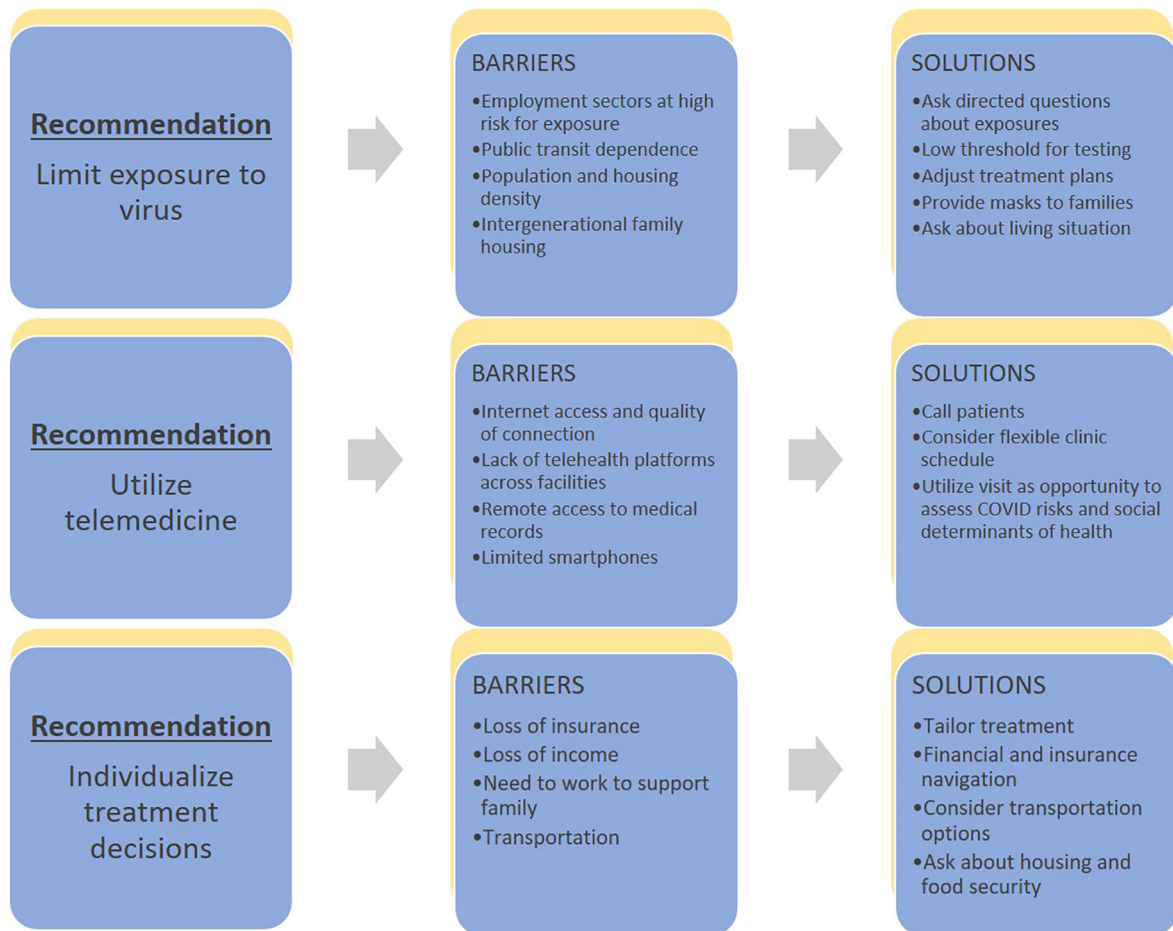 Recommendation
Limit exposure to
virus
BARRIERS
•Employment sectors at high
risk for exposure
•Public transit dependence
•Population and housing
density
•Intergenerational family
housing
SOLUTIONS
•Ask directed questions
about exposures
•Low threshold for testing
•Adjust treatment plans
•Provide masks to families
•Ask about living situation
Recommendation
Utilize
telemedicine
BARRIERS
•Internet access and quality
of connection
•Lack of telehealth platforms
across facilities
•Remote access to medical
records
•Limited smartphones
SOLUTIONS
•Call patients
•Consider flexible clinic
schedule
•Utilize visit as opportunity to
assess COVID risks and social
determinants of health
Recommendation
Individualize
treatment
decisions
BARRIERS
•Loss of insurance
•Loss of income
•Need to work to support
family
•Transportation
SOLUTIONS
•Tailor treatment
•Financial and insurance
navigation
•Consider transportation
options
•Ask about housing and
food security